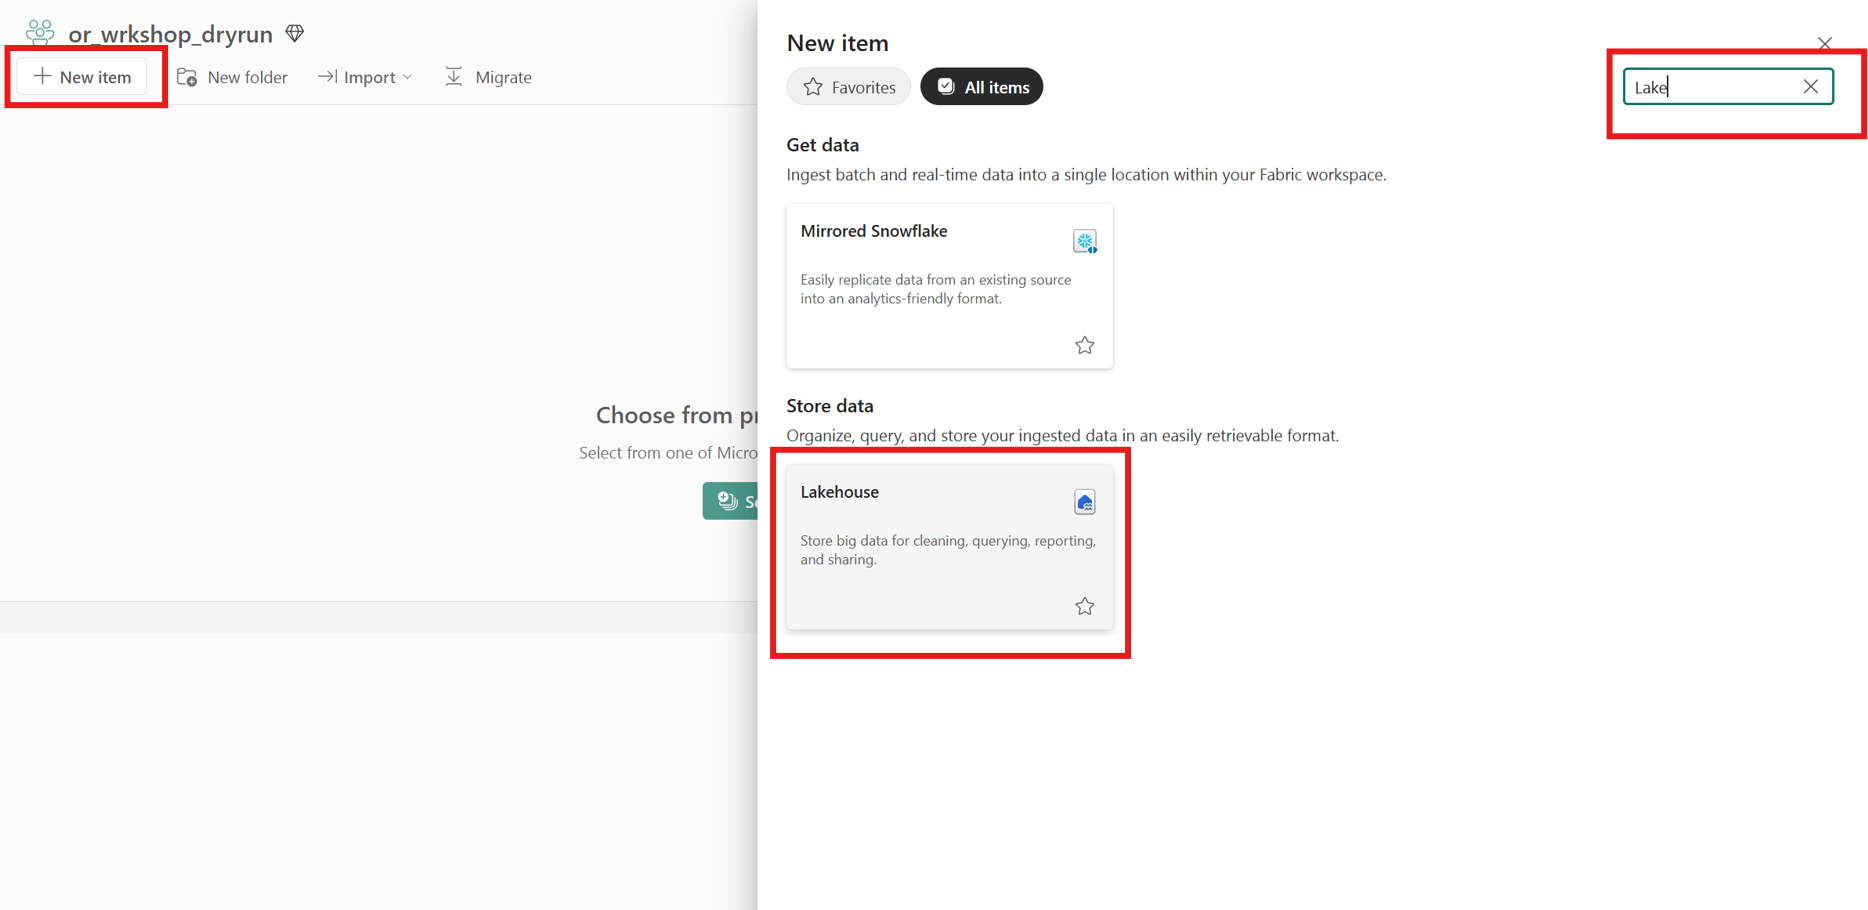 or_wrkshop_dryrun
New item
New folder
Import
Migrate
Choose from
Select from one of
New item
Favorites
All items
Lake
Get data
Ingest batch and real-time data into a single location within your Fabric workspace.
Mirrored Snowflake
Easily replicate data from an existing source
into an analytics-friendly format.
Store data
Organize, query, and store your ingested data in an easily retrievable format.
Lakehouse
Store big data for cleaning, querying, reporting,
and sharing.